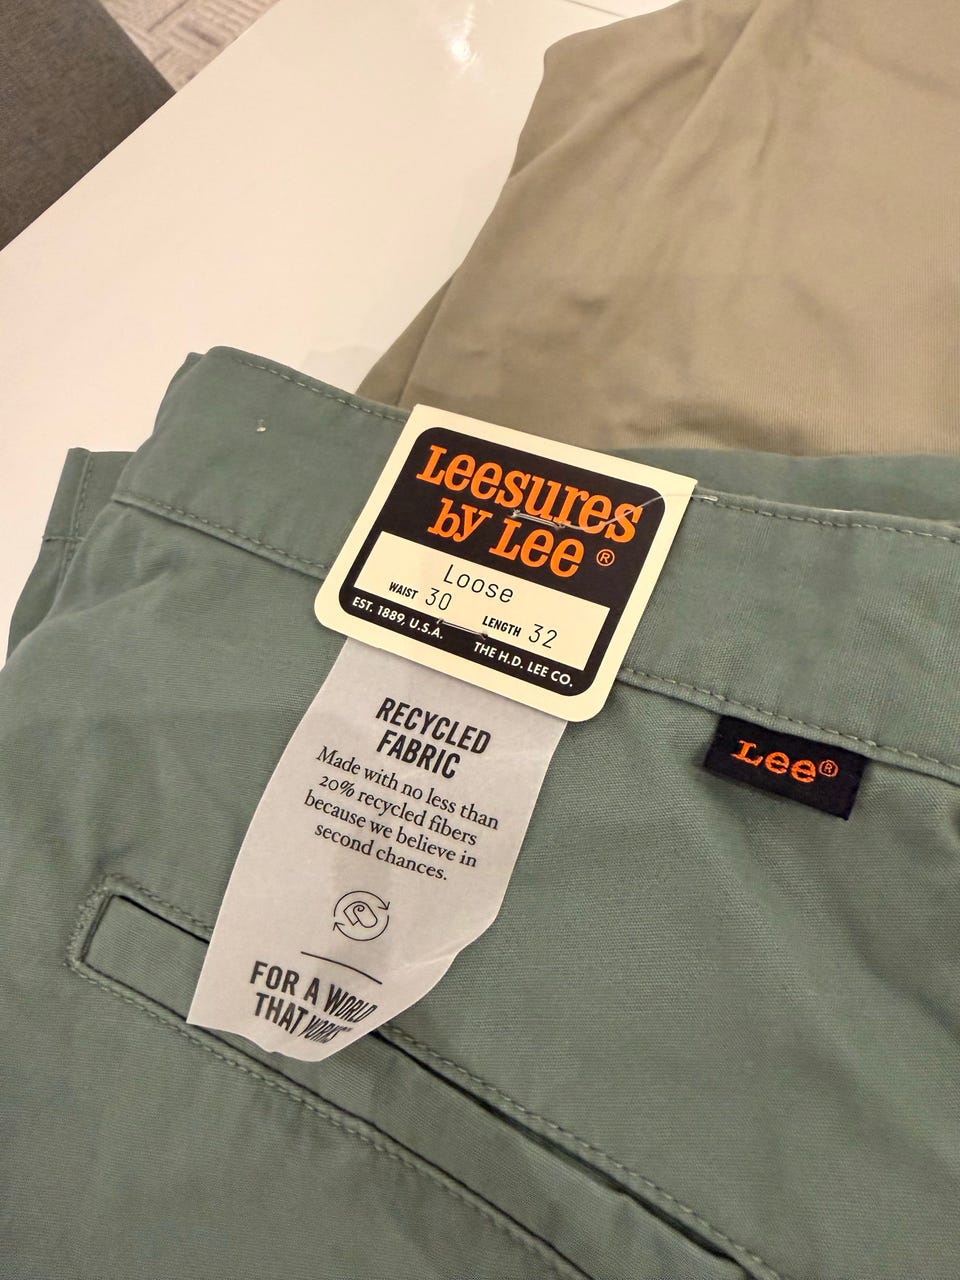 Leesures
by Lee ®
Loose
WAIST 30 LENGTH 32
EST. 1889, U.S.A. THE H.D. LEE CO.
Lee®
RECYCLED
FABRIC
Made with no less than
20% recycled fibers
because we believe in
second chances.
FOR A WORLD
THAT WORKS